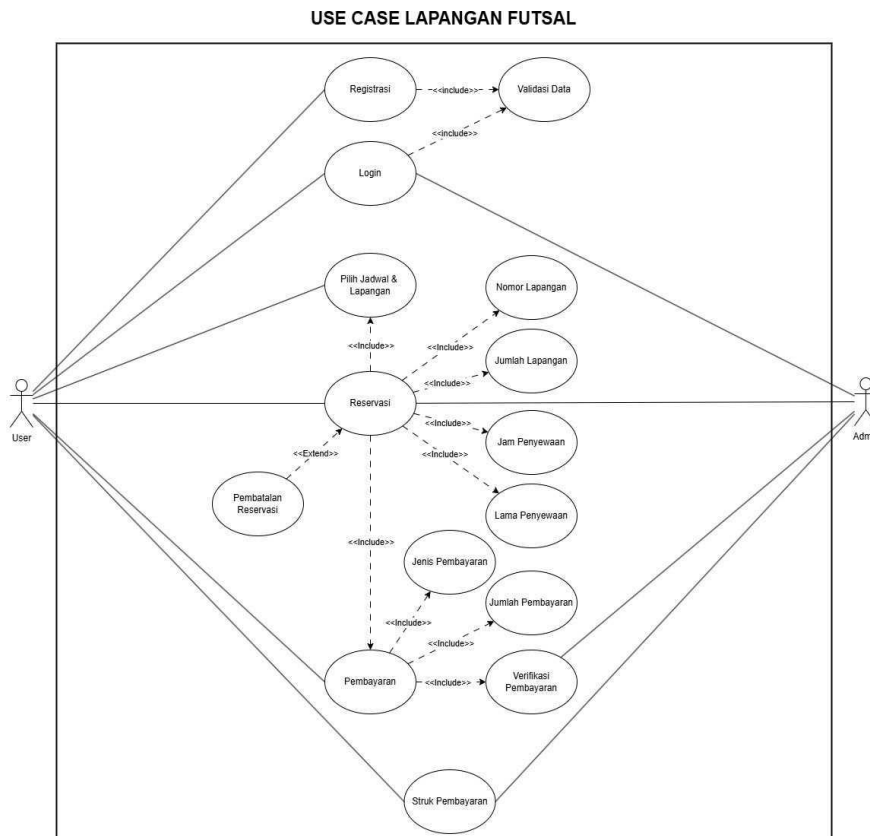 USE CASE LAPANGAN FUTSAL
Registrasi
<<include>>
Validasi Data
<<include>>
Login
Pilih Jadwal &
Lapangan
Nomor Lapangan
<<Include>>
<<Include>>
Jumlah Lapangan
<<Include>>
Reservasi
User
Admi
<<Include>>
Jam Penyewaan
<<Extend>>
<<Include>>
Pembatalan
Reservasi
Lama Penyewaan
<<Include>>
Jenis Pembayaran
Jumlah Pembayaran
<<Include>>
<<Include>>
Pembayaran
<<Include>>
Verifikasi
Pembayaran
Struk Pembayaran